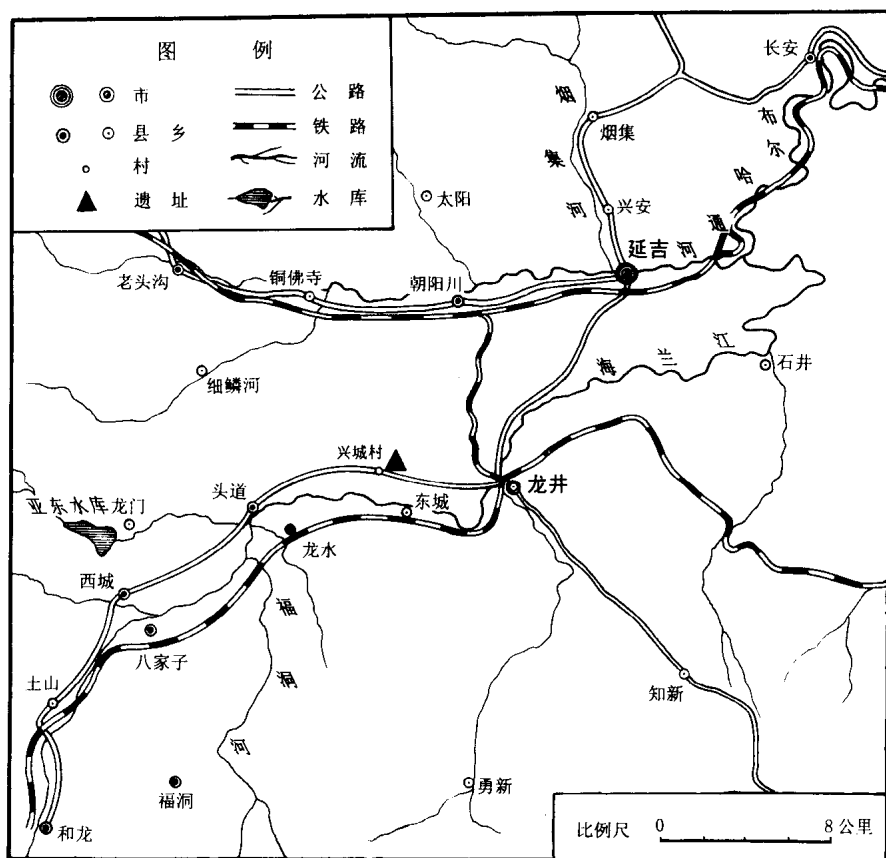 图 例
市
公路
县 乡
铁路
村
河流
遗址
水库
长安
烟集河
烟集
布尔哈通河
太阳
兴安
延吉
老头沟
铜佛寺
朝阳川
海兰江
石井
细鳞河
兴城村
龙井
头道
东城
亚东水库
龙门
龙水
西城
福洞河
八家子
土山
知新
福洞
勇新
和龙
比例尺 0 8公里